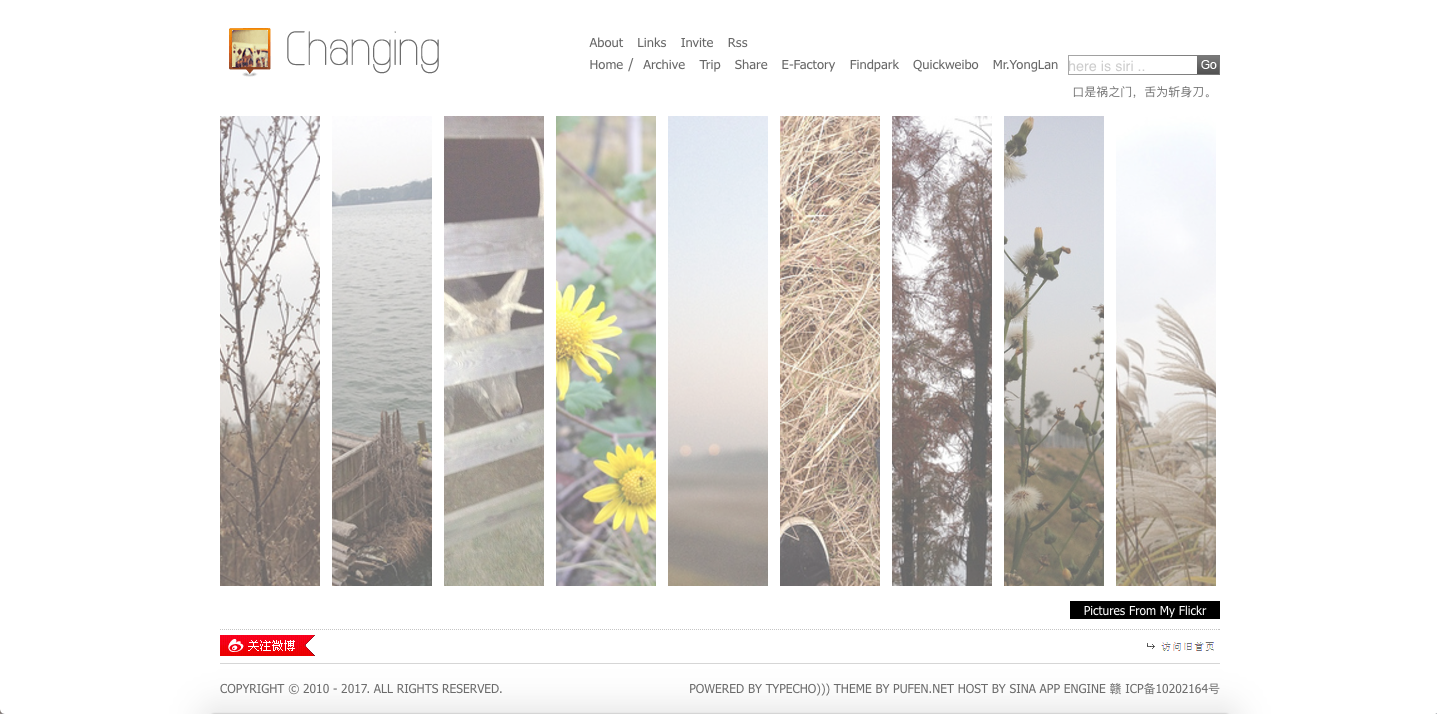 Changing
About Links Invite Rss
Home / Archive Trip Share E-Factory Findpark Quickweibo Mr.YongLan
here is siri .. Go
口是祸之门，舌为斩身刀。
Pictures From My Flickr
关注微博
访问旧首页
COPYRIGHT © 2010 - 2017. ALL RIGHTS RESERVED.
POWERED BY TYPECHO))) THEME BY PUFEN.NET HOST BY SINA APP ENGINE 赣 ICP备10202164号